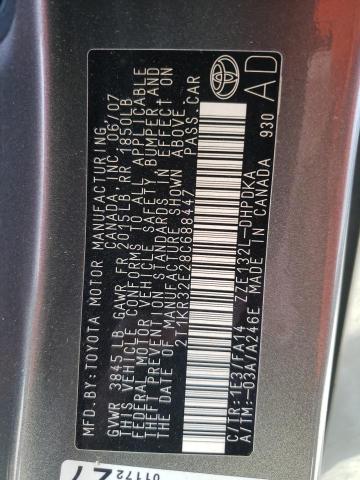 MFD.BY:TOYOTA MOTOR MANUFACTURING
CANADA, INC. 06/07
GVWR 3845LB GAWR FR 2015LB RR 1850LB
THIS VEHICLE CONFORMS TO ALL APPLICABLE
FEDERAL MOTOR VEHICLE SAFETY BUMPER AND
THEFT PREVENTION STANDARDS IN EFFECT ON
THE DATE OF MANUFACTURE SHOWN ABOVE.
2T1KR32E28C688447 PASS.CAR
C/TR:1E3/FA14 ZZE132L-DHPDKA
A/TM:-03A/A246E MADE IN CANADA 930
AD
01172